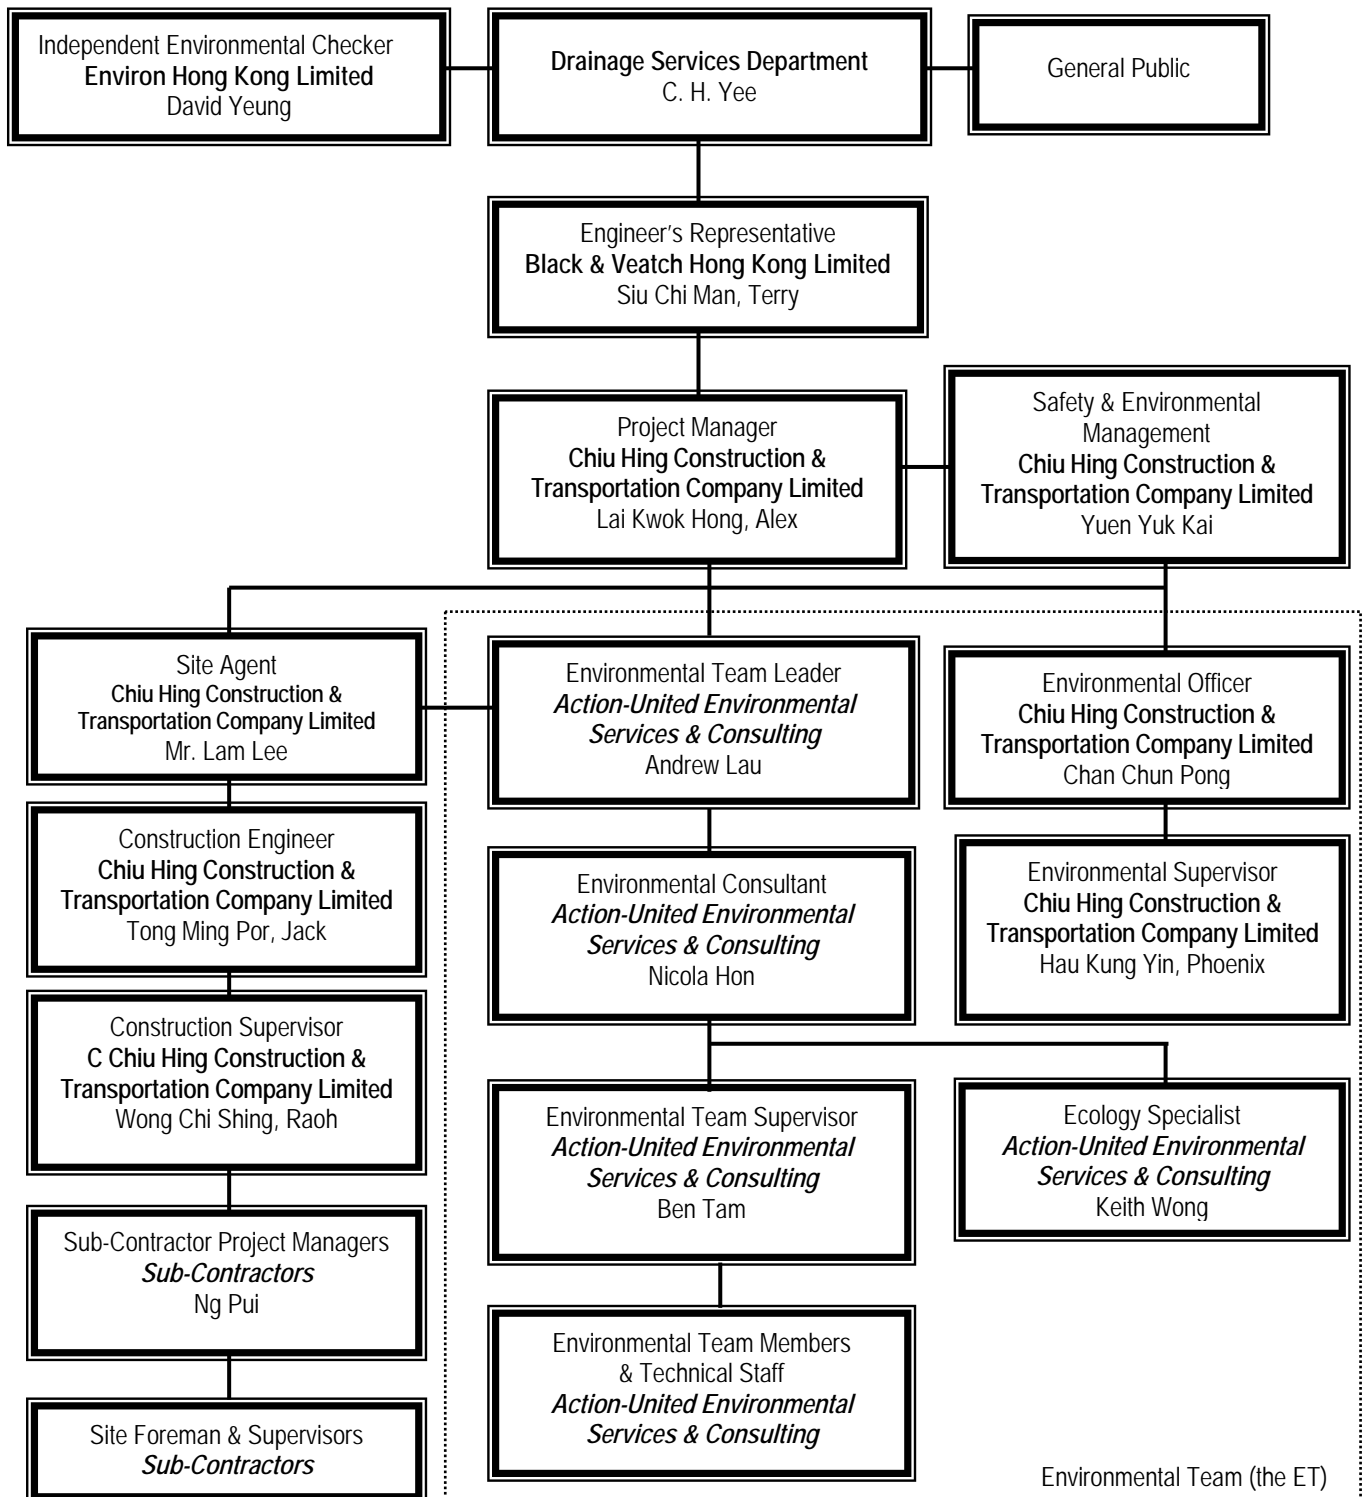 Independent Environmental Checker
Environ Hong Kong Limited
David Yeung
Drainage Services Department
C. H. Yee
General Public
Engineer's Representative
Black & Veatch Hong Kong Limited
Siu Chi Man, Terry
Project Manager
Chiu Hing Construction &
Transportation Company Limited
Lai Kwok Hong, Alex
Safety & Environmental
Management
Chiu Hing Construction &
Transportation Company Limited
Yuen Yuk Kai
Site Agent
Chiu Hing Construction &
Transportation Company Limited
Mr. Lam Lee
Environmental Team Leader
Action-United Environmental
Services & Consulting
Andrew Lau
Environmental Officer
Chiu Hing Construction &
Transportation Company Limited
Chan Chun Pong
Construction Engineer
Chiu Hing Construction &
Transportation Company Limited
Tong Ming Por, Jack
Environmental Consultant
Action-United Environmental
Services & Consulting
Nicola Hon
Environmental Supervisor
Chiu Hing Construction &
Transportation Company Limited
Hau Kung Yin, Phoenix
Construction Supervisor
C Chiu Hing Construction &
Transportation Company Limited
Wong Chi Shing, Raoh
Environmental Team Supervisor
Action-United Environmental
Services & Consulting
Ben Tam
Ecology Specialist
Action-United Environmental
Services & Consulting
Keith Wong
Sub-Contractor Project Managers
Sub-Contractors
Ng Pui
Environmental Team Members
& Technical Staff
Action-United Environmental
Services & Consulting
Site Foreman & Supervisors
Sub-Contractors
Environmental Team (the ET)